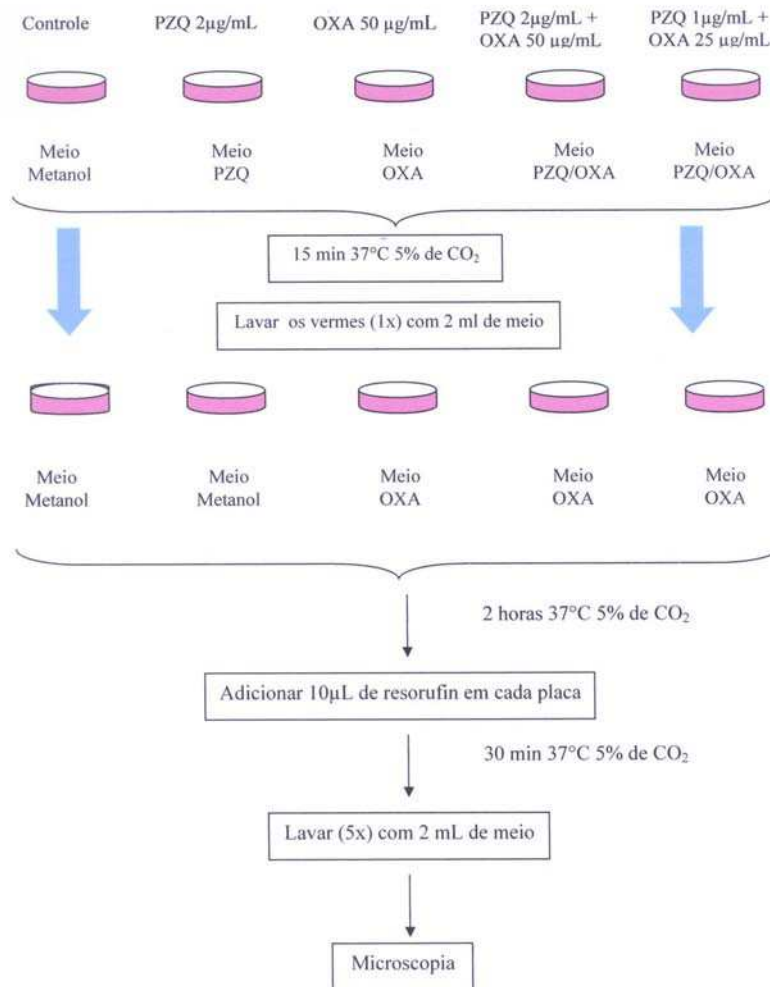 Controle
PZQ 2µg/mL
OXA 50 µg/mL
PZQ 2µg/mL +
OXA 50 µg/mL
PZQ 1µg/mL +
OXA 25 µg/mL
Meio
Metanol
Meio
PZQ
Meio
OXA
Meio
PZQ/OXA
Meio
PZQ/OXA
15 min 37°C 5% de CO₂
Lavar os vermes (1x) com 2 ml de meio
Meio
Metanol
Meio
Metanol
Meio
OXA
Meio
OXA
Meio
OXA
2 horas 37°C 5% de CO₂
Adicionar 10µL de resorufin em cada placa
30 min 37°C 5% de CO₂
Lavar (5x) com 2 mL de meio
Microscopia